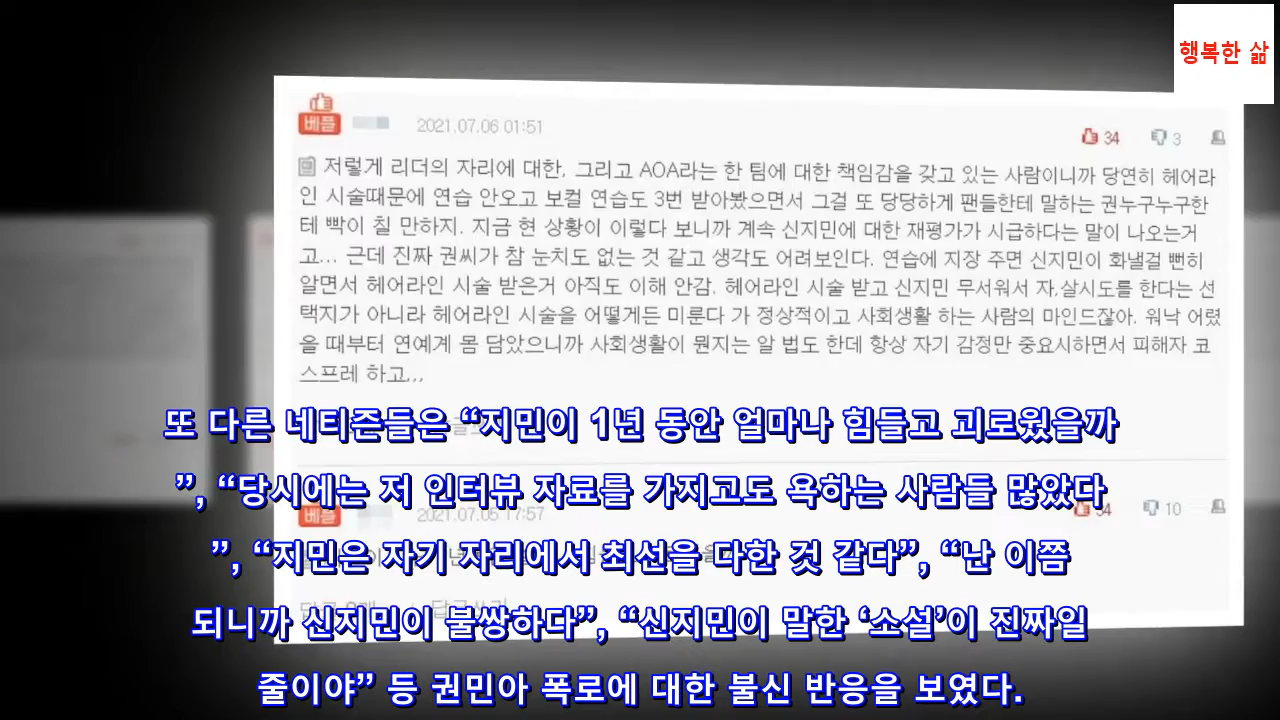 행복한 삶
베플
2021.07.06 01:51
34
3
저렇게 리더의 자리에 대한, 그리고 AOA라는 한 팀에 대한 책임감을 갖고 있는 사람이니까 당연히 헤어라
인 시술때문에 연습 안오고 보컬 연습도 3번 받아봤으면서 그걸 또 당당하게 팬들한테 말하는 권누구누구한
테 빡이 칠 만하지. 지금 현 상황이 이렇다 보니까 계속 신지민에 대한 재평가가 시급하다는 말이 나오는거
고... 근데 진짜 권씨가 참 눈치도 없는 것 같고 생각도 어려보인다. 연습에 지장 주면 신지민이 화낼걸 뻔히
알면서 헤어라인 시술 받은거 아직도 이해 안감. 헤어라인 시술 받고 신지민 무서워서 자,살시도를 한다는 선
택지가 아니라 헤어라인 시술을 어떻게든 미룬다 가 정상적이고 사회생활 하는 사람의 마인드잖아. 워낙 어렸
을 때부터 연예계 몸 담았으니까 사회생활이 뭔지는 알 법도 한데 항상 자기 감정만 중요시하면서 피해자 코
스프레 하고,,,
또 다른 네티즌들은 “지민이 1년 동안 얼마나 힘들고 괴로웠을까
”, “당시에는 저 인터뷰 자료를 가지고도 욕하는 사람들 많았다
베플
2021.07.05 17:57
34
10
”, “지민은 자기 자리에서 최선을 다한 것 같다”, “난 이쯤
되니까 신지민이 불쌍하다”, “신지민이 말한 ‘소설’이 진짜일
줄이야” 등 권민아 폭로에 대한 불신 반응을 보였다.